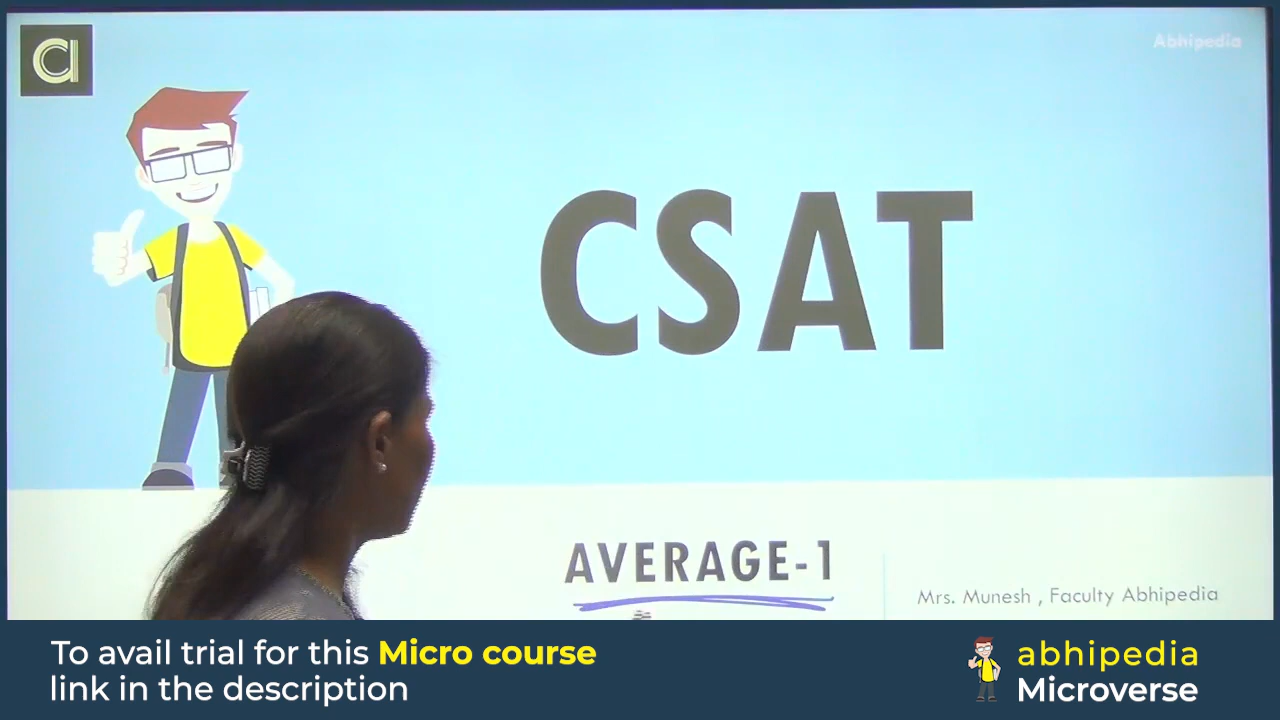 a
Abhipedia
CSAT
AVERAGE-1
Mrs. Munesh , Faculty Abhipedia
To avail trial for this Micro course
link in the description
abhipedia
Microverse